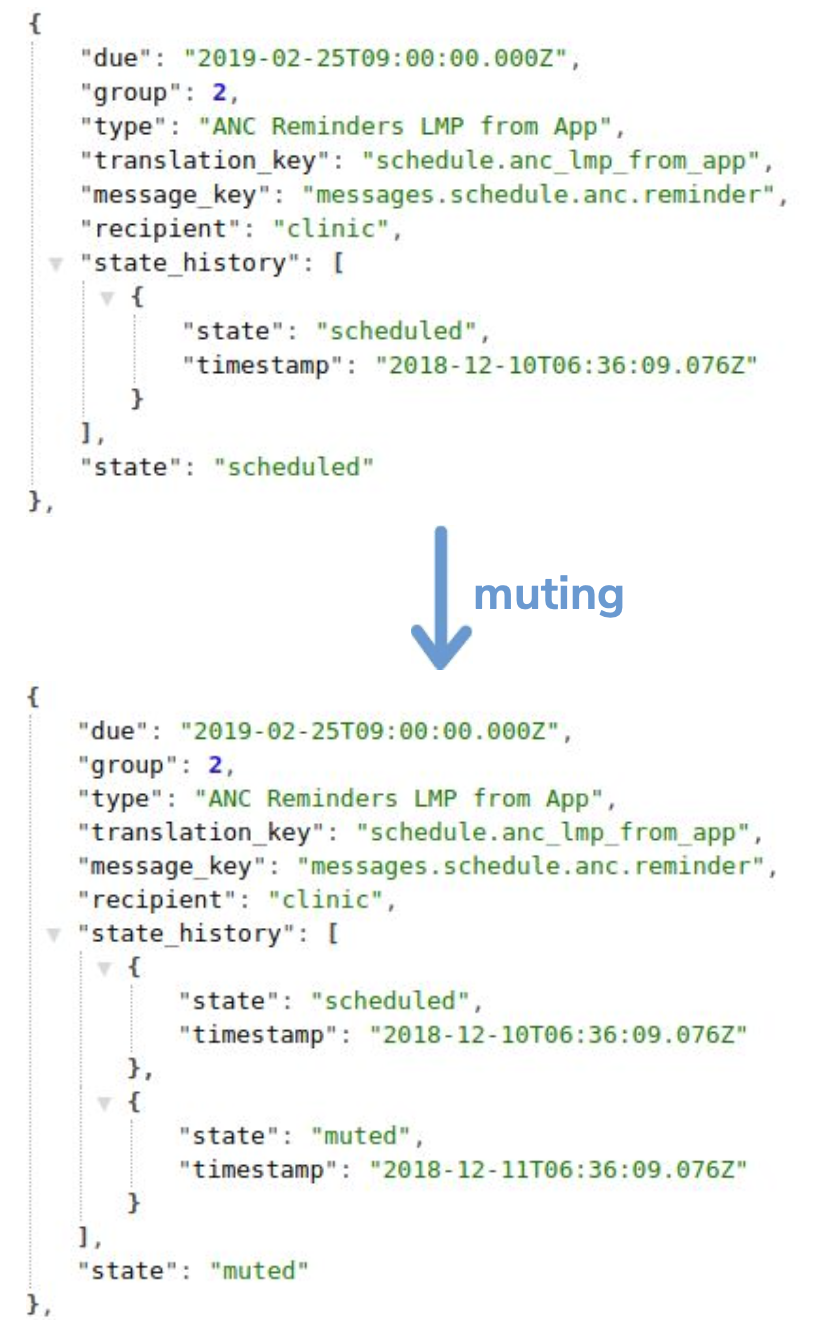 {
"due": "2019-02-25T09:00:00.000Z",
"group": 2,
"type": "ANC Reminders LMP from App",
"translation_key": "schedule.anc_lmp_from_app",
"message_key": "messages.schedule.anc.reminder",
"recipient": "clinic",
"state_history": [
{
"state": "scheduled",
"timestamp": "2018-12-10T06:36:09.076Z"
}
],
"state": "scheduled"
},
muting
{
"due": "2019-02-25T09:00:00.000Z",
"group": 2,
"type": "ANC Reminders LMP from App",
"translation_key": "schedule.anc_lmp_from_app",
"message_key": "messages.schedule.anc.reminder",
"recipient": "clinic",
"state_history": [
{
"state": "scheduled",
"timestamp": "2018-12-10T06:36:09.076Z"
},
{
"state": "muted",
"timestamp": "2018-12-11T06:36:09.076Z"
}
],
"state": "muted"
},